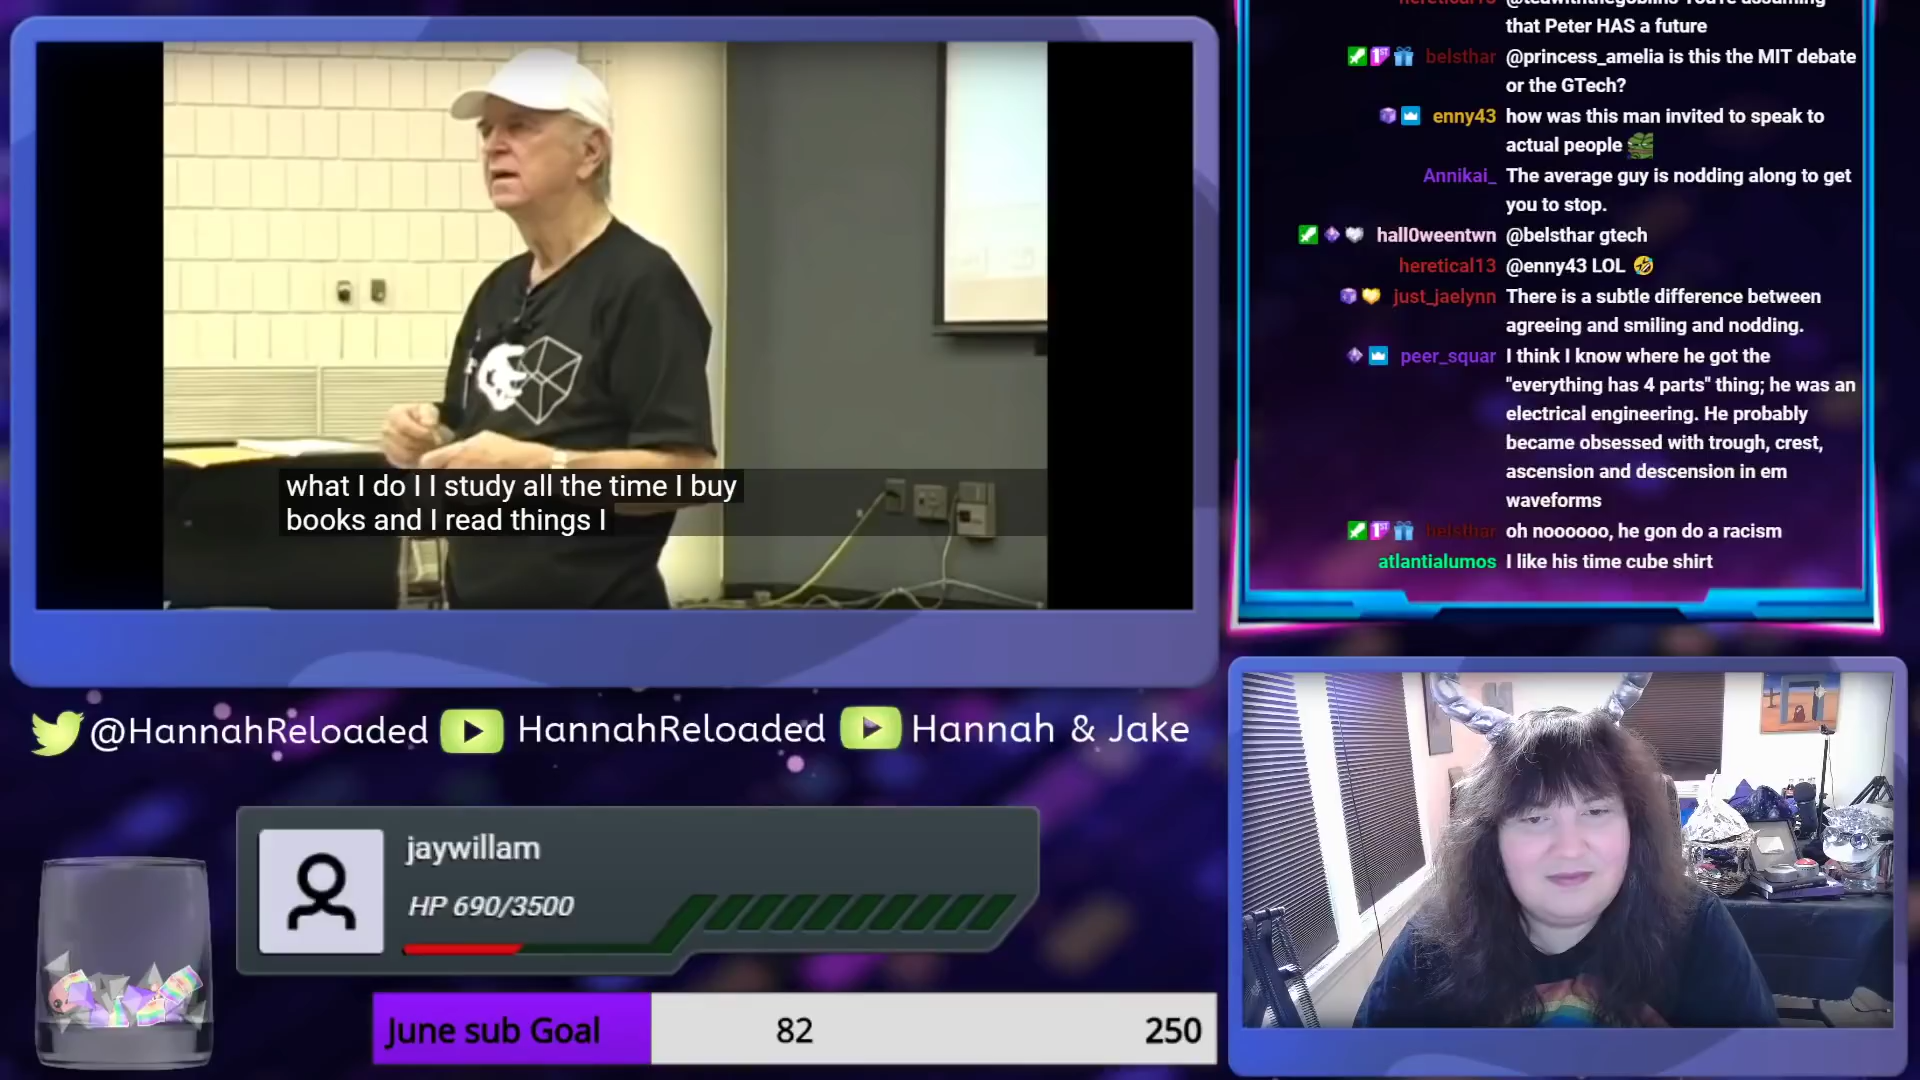 what I do I I study all the time I buy
books and I read things I
that Peter HAS a future
belsthar @princess_amelia is this the MIT debate
or the GTech?
enny43 how was this man invited to speak to
actual people
Annikai_ The average guy is nodding along to get
you to stop.
hall0weentwn @belsthar gtech
heretical13 @enny43 LOL 🤣
just_jaelynn There is a subtle difference between
agreeing and smiling and nodding.
peer_squar I think I know where he got the
"everything has 4 parts" thing; he was an
electrical engineering. He probably
became obsessed with trough, crest,
ascension and descension in em
waveforms
belsthar oh noooooo, he gon do a racism
atlantialumos I like his time cube shirt
@HannahReloaded HannahReloaded Hannah & Jake
jaywillam
HP 690/3500
June sub Goal 82 250